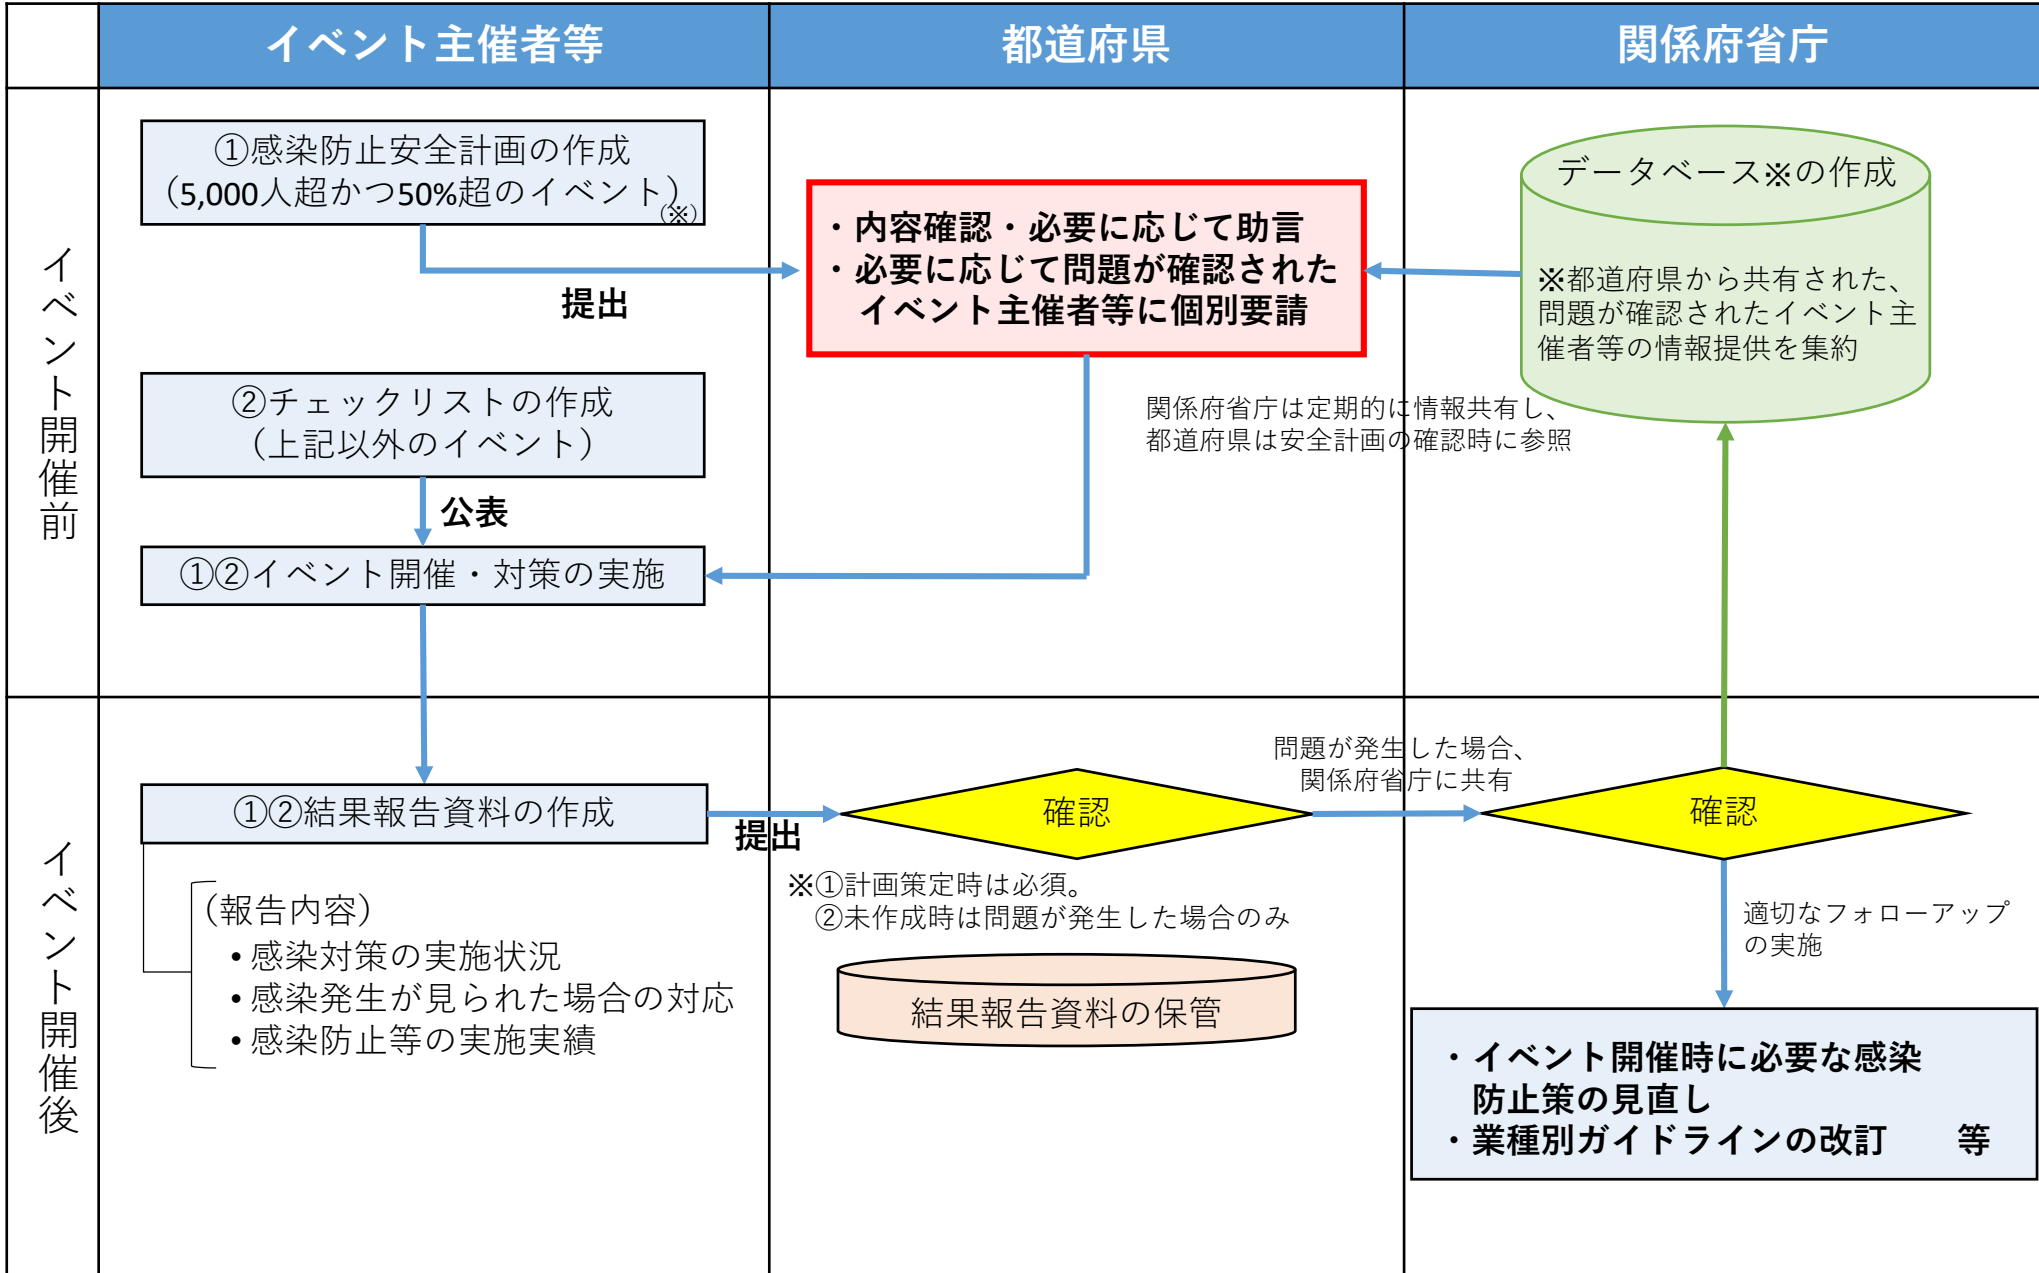 イベント主催者等
都道府県
関係府省庁
イベント開催前
①感染防止安全計画の作成
（5,000人超かつ50%超のイベント）
（※）
提出
②チェックリストの作成
（上記以外のイベント）
公表
①②イベント開催・対策の実施
・内容確認・必要に応じて助言
・必要に応じて問題が確認された
イベント主催者等に個別要請
データベース※の作成
※都道府県から共有された、
問題が確認されたイベント主
催者等の情報提供を集約
関係府省庁は定期的に情報共有し、
都道府県は安全計画の確認時に参照
イベント開催後
①②結果報告資料の作成
提出
（報告内容）
• 感染対策の実施状況
• 感染発生が見られた場合の対応
• 感染防止等の実施実績
確認
※①計画策定時は必須。
②未作成時は問題が発生した場合のみ
結果報告資料の保管
問題が発生した場合、
関係府省庁に共有
確認
適切なフォローアップ
の実施
・イベント開催時に必要な感染
防止策の見直し
・業種別ガイドラインの改訂　　等